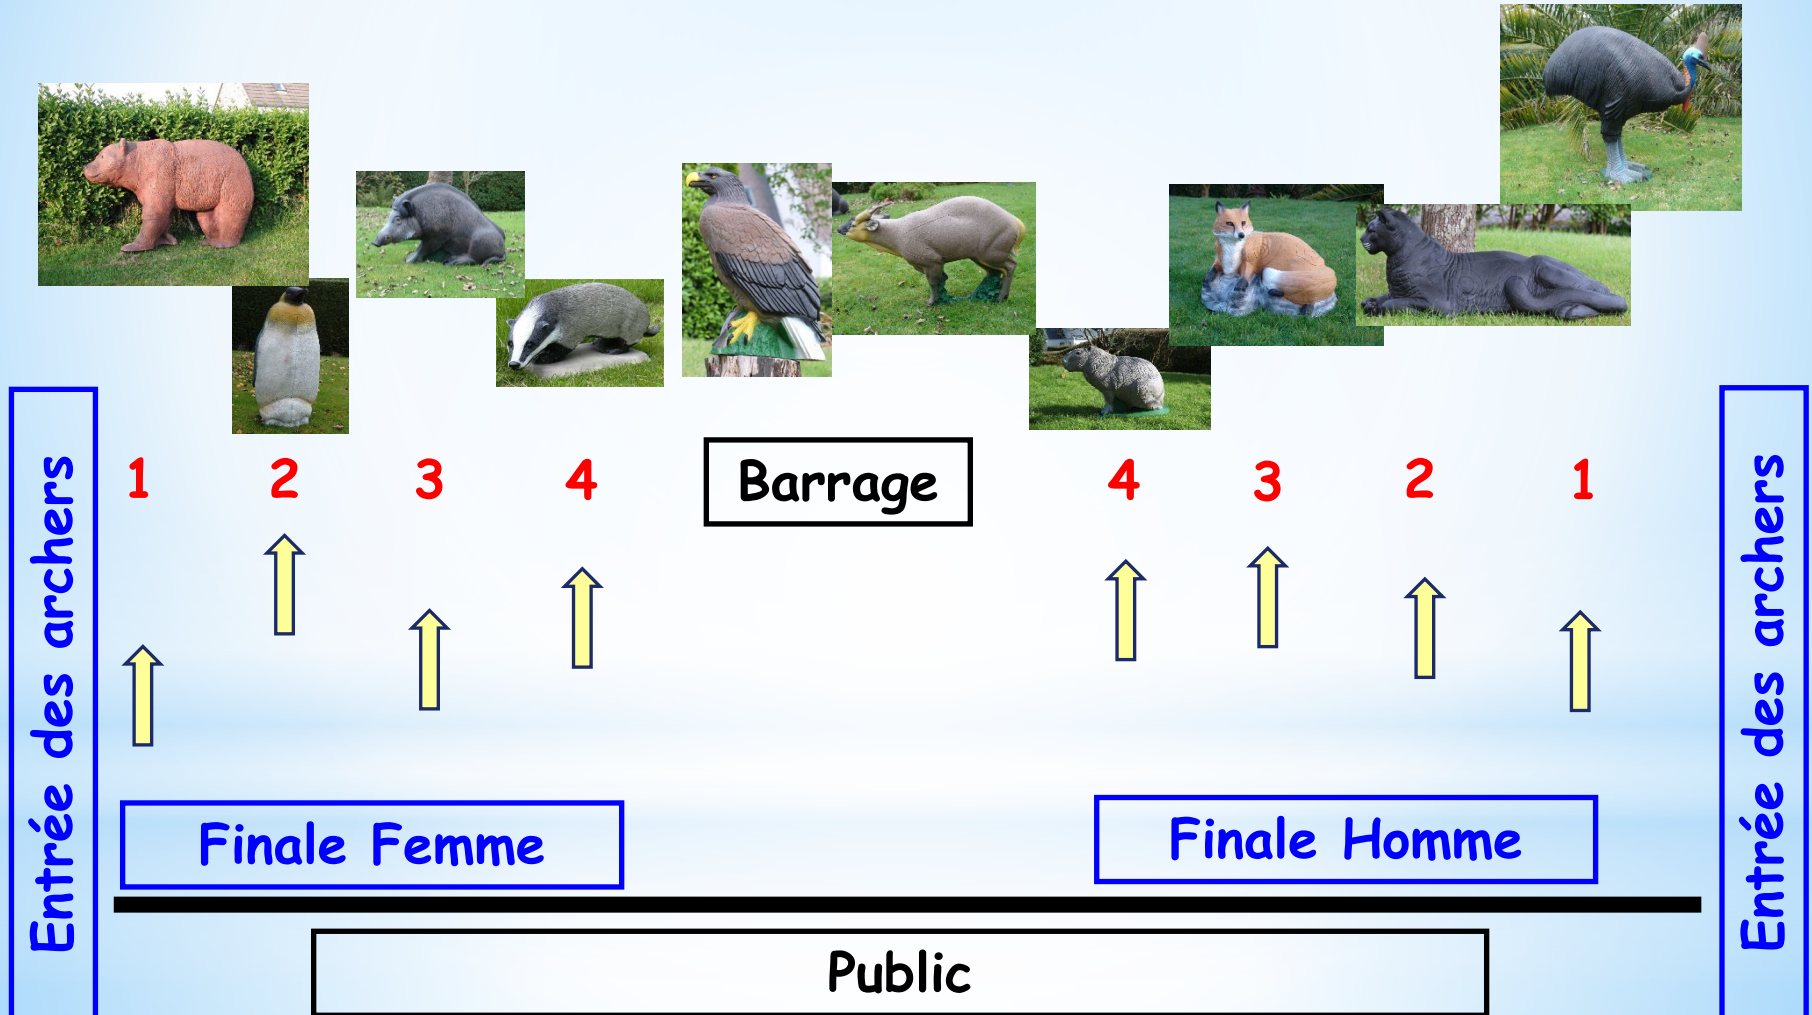 1 2 3 4 Barrage 4 3 2 1
Entrée des archers
Entrée des archers
Finale Femme
Finale Homme
Public